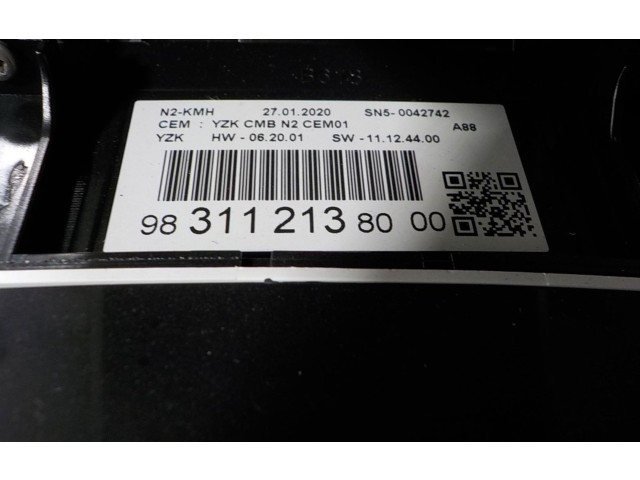 N2-KMH 27.01.2020 SN5-0042742
CEM : YZK CMB N2 CEM01 A88
YZK HW-06.20.01 SW-11.12.44.00
98 311 213 80 00